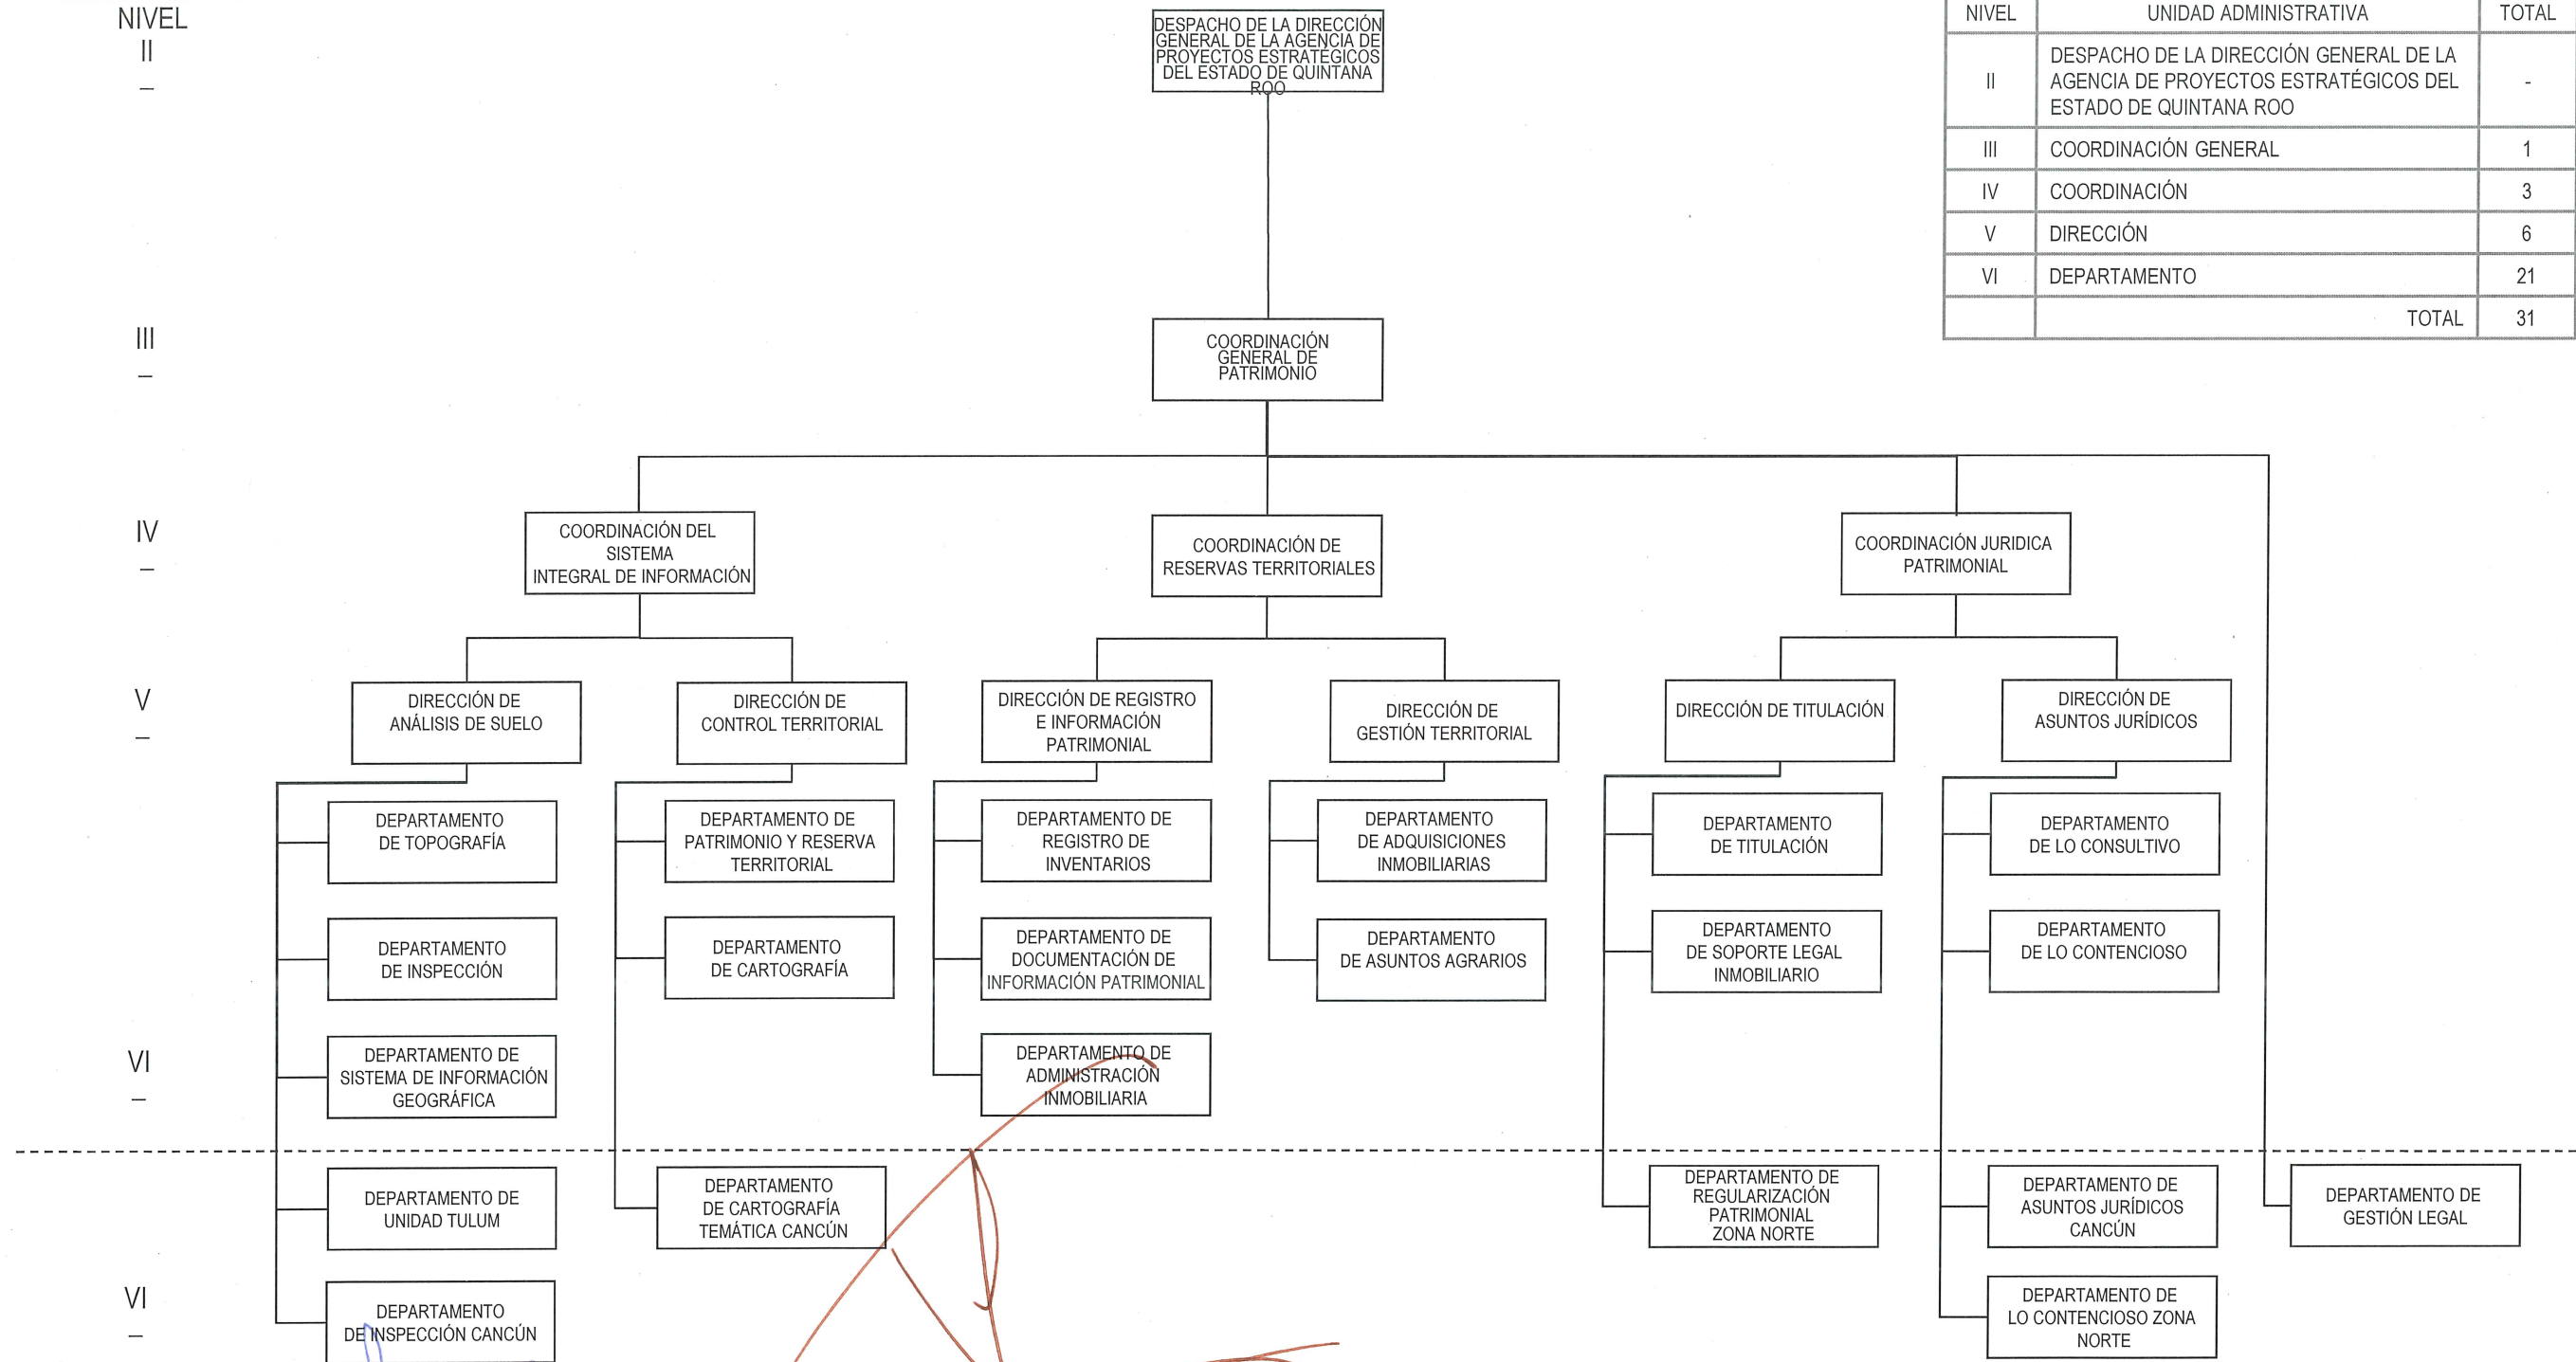 NIVEL
II
–
DESPACHO DE LA DIRECCIÓN
GENERAL DE LA AGENCIA DE
PROYECTOS ESTRATÉGICOS
DEL ESTADO DE QUINTANA
ROO
NIVEL UNIDAD ADMINISTRATIVA TOTAL
II DESPACHO DE LA DIRECCIÓN GENERAL DE LA
AGENCIA DE PROYECTOS ESTRATÉGICOS DEL -
ESTADO DE QUINTANA ROO
III COORDINACIÓN GENERAL 1
IV COORDINACIÓN 3
V DIRECCIÓN 6
VI DEPARTAMENTO 21
TOTAL 31
III
–
COORDINACIÓN
GENERAL DE
PATRIMONIO
IV
–
COORDINACIÓN DEL
SISTEMA
INTEGRAL DE INFORMACIÓN
COORDINACIÓN DE
RESERVAS TERRITORIALES
COORDINACIÓN JURIDICA
PATRIMONIAL
V
–
DIRECCIÓN DE
ANÁLISIS DE SUELO
DIRECCIÓN DE
CONTROL TERRITORIAL
DIRECCIÓN DE REGISTRO
E INFORMACIÓN
PATRIMONIAL
DIRECCIÓN DE
GESTIÓN TERRITORIAL
DIRECCIÓN DE TITULACIÓN
DIRECCIÓN DE
ASUNTOS JURÍDICOS
DEPARTAMENTO
DE TOPOGRAFÍA
DEPARTAMENTO DE
PATRIMONIO Y RESERVA
TERRITORIAL
DEPARTAMENTO DE
REGISTRO DE
INVENTARIOS
DEPARTAMENTO
DE ADQUISICIONES
INMOBILIARIAS
DEPARTAMENTO
DE TITULACIÓN
DEPARTAMENTO
DE LO CONSULTIVO
DEPARTAMENTO
DE INSPECCIÓN
DEPARTAMENTO
DE CARTOGRAFÍA
DEPARTAMENTO DE
DOCUMENTACIÓN DE
INFORMACIÓN PATRIMONIAL
DEPARTAMENTO
DE ASUNTOS AGRARIOS
DEPARTAMENTO
DE SOPORTE LEGAL
INMOBILIARIO
DEPARTAMENTO
DE LO CONTENCIOSO
VI
–
DEPARTAMENTO DE
SISTEMA DE INFORMACIÓN
GEOGRÁFICA
DEPARTAMENTO DE
ADMINISTRACIÓN
INMOBILIARIA
DEPARTAMENTO DE
UNIDAD TULUM
DEPARTAMENTO
DE CARTOGRAFÍA
TEMÁTICA CANCÚN
DEPARTAMENTO DE
REGULARIZACIÓN
PATRIMONIAL
ZONA NORTE
DEPARTAMENTO DE
ASUNTOS JURÍDICOS
CANCÚN
DEPARTAMENTO DE
GESTIÓN LEGAL
VI
–
DEPARTAMENTO
DE INSPECCIÓN CANCÚN
DEPARTAMENTO DE
LO CONTENCIOSO ZONA
NORTE